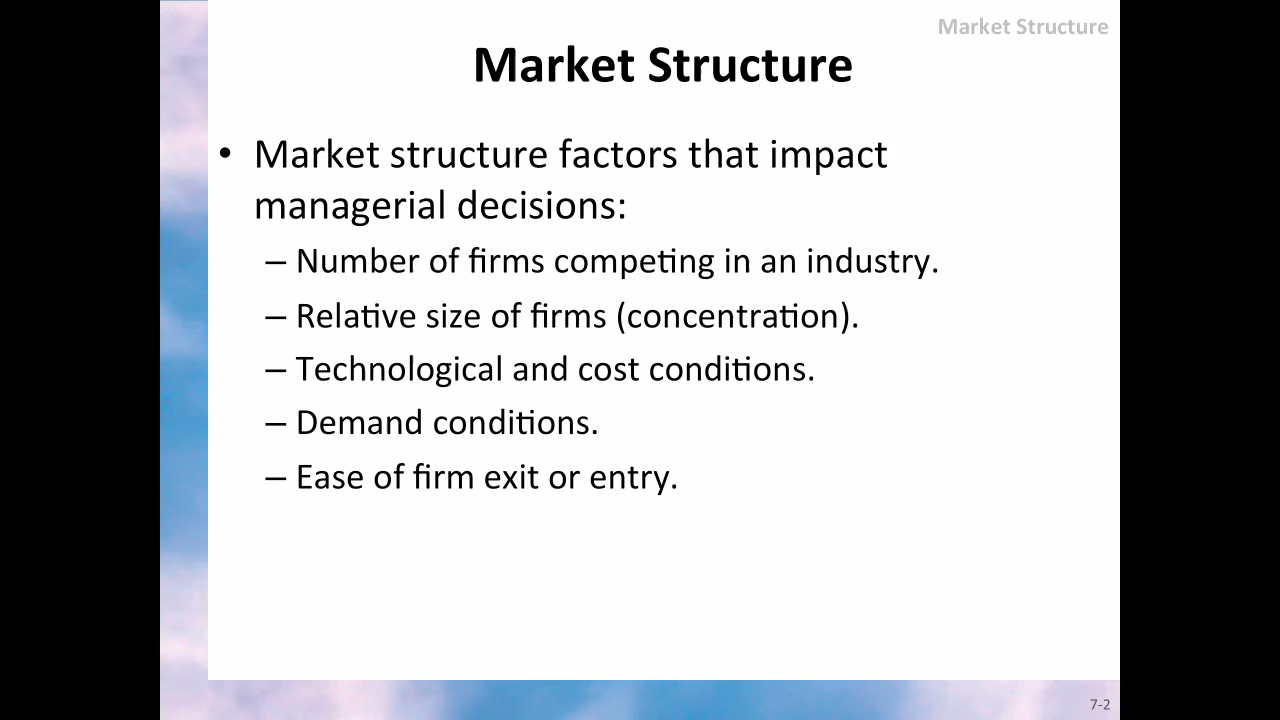 Market Structure
Market Structure
• Market structure factors that impact
managerial decisions:
– Number of firms competing in an industry.
– Relative size of firms (concentration).
– Technological and cost conditions.
– Demand conditions.
– Ease of firm exit or entry.
7-2